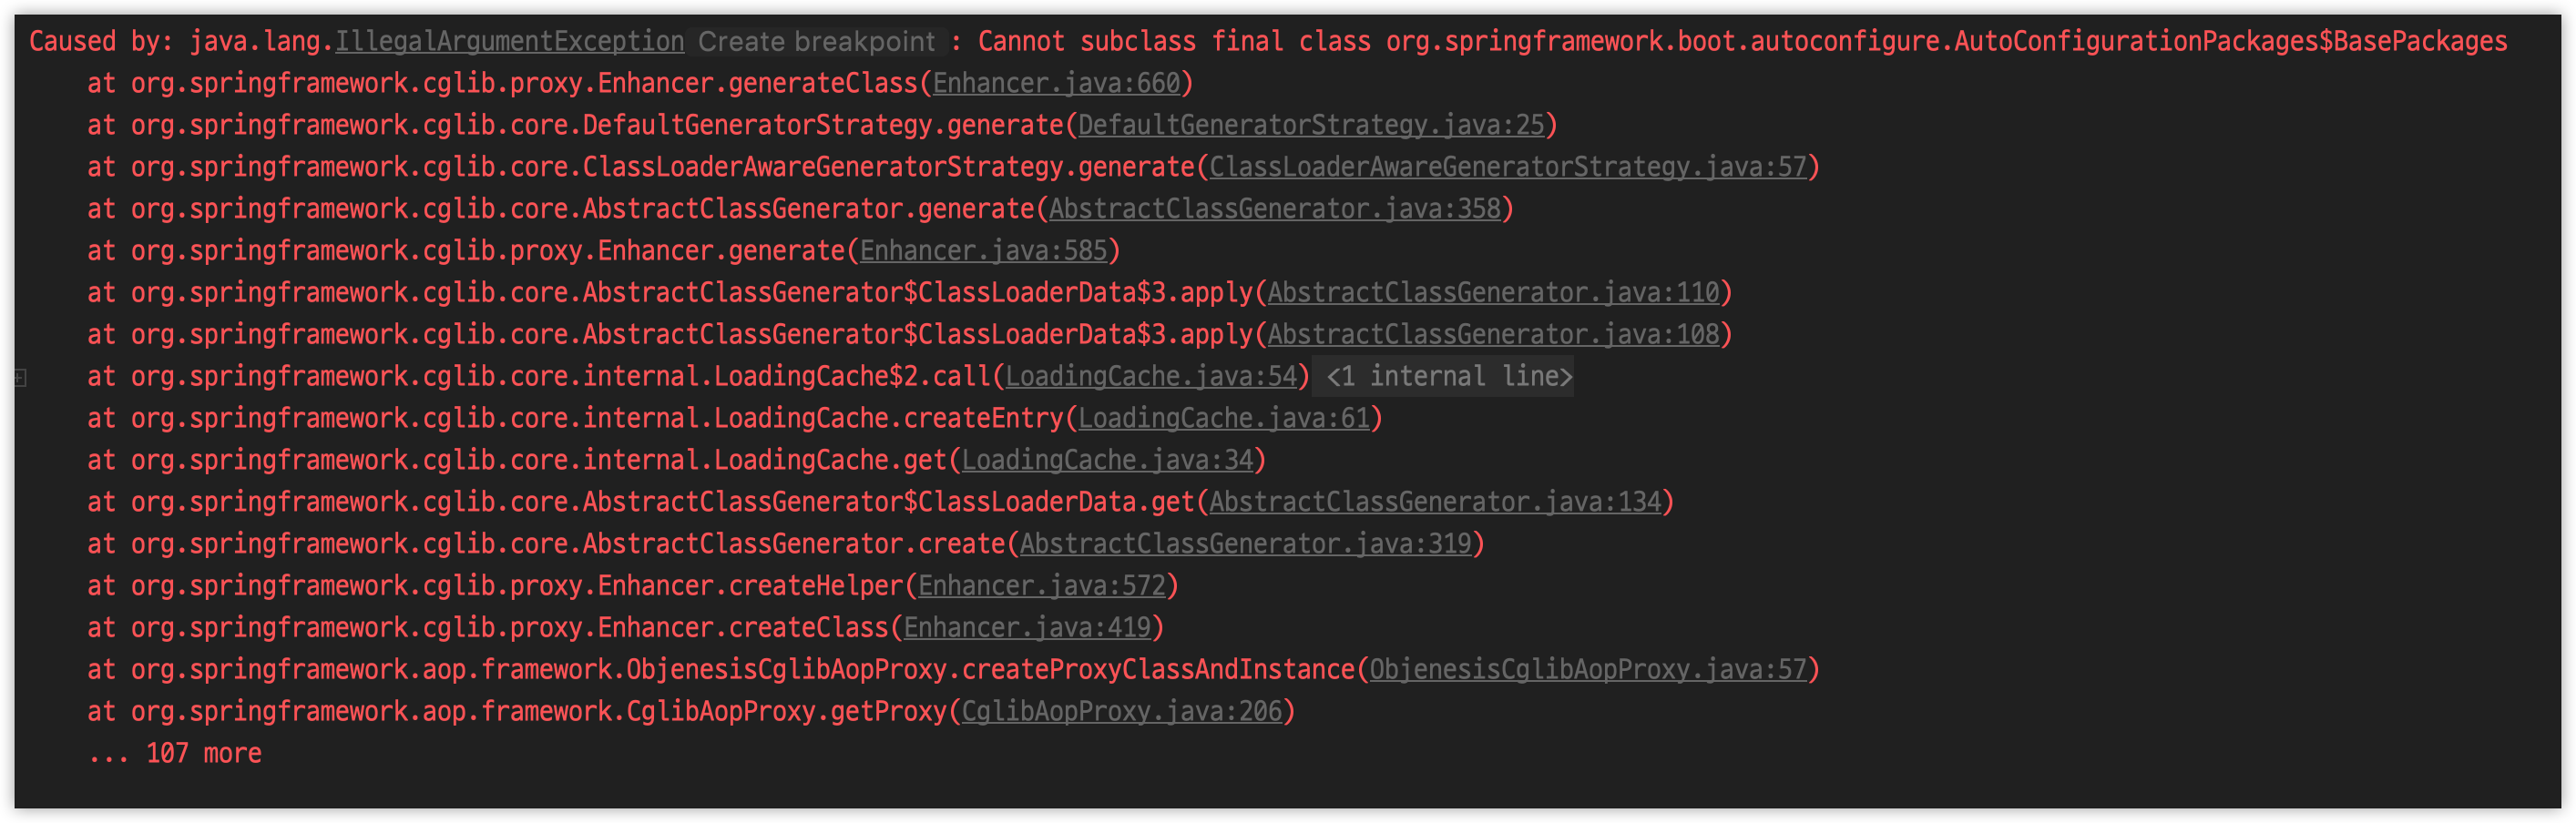 Caused by: java.lang.IllegalArgumentException Create breakpoint : Cannot subclass final class org.springframework.boot.autoconfigure.AutoConfigurationPackages$BasePackages
at org.springframework.cglib.proxy.Enhancer.generateClass(Enhancer.java:660)
at org.springframework.cglib.core.DefaultGeneratorStrategy.generate(DefaultGeneratorStrategy.java:25)
at org.springframework.cglib.core.ClassLoaderAwareGeneratorStrategy.generate(ClassLoaderAwareGeneratorStrategy.java:57)
at org.springframework.cglib.core.AbstractClassGenerator.generate(AbstractClassGenerator.java:358)
at org.springframework.cglib.proxy.Enhancer.generate(Enhancer.java:585)
at org.springframework.cglib.core.AbstractClassGenerator$ClassLoaderData$3.apply(AbstractClassGenerator.java:110)
at org.springframework.cglib.core.AbstractClassGenerator$ClassLoaderData$3.apply(AbstractClassGenerator.java:108)
at org.springframework.cglib.core.internal.LoadingCache$2.call(LoadingCache.java:54) <1 internal line>
at org.springframework.cglib.core.internal.LoadingCache.createEntry(LoadingCache.java:61)
at org.springframework.cglib.core.internal.LoadingCache.get(LoadingCache.java:34)
at org.springframework.cglib.core.AbstractClassGenerator$ClassLoaderData.get(AbstractClassGenerator.java:134)
at org.springframework.cglib.core.AbstractClassGenerator.create(AbstractClassGenerator.java:319)
at org.springframework.cglib.proxy.Enhancer.createHelper(Enhancer.java:572)
at org.springframework.cglib.proxy.Enhancer.createClass(Enhancer.java:419)
at org.springframework.aop.framework.ObjenesisCglibAopProxy.createProxyClassAndInstance(ObjenesisCglibAopProxy.java:57)
at org.springframework.aop.framework.CglibAopProxy.getProxy(CglibAopProxy.java:206)
... 107 more